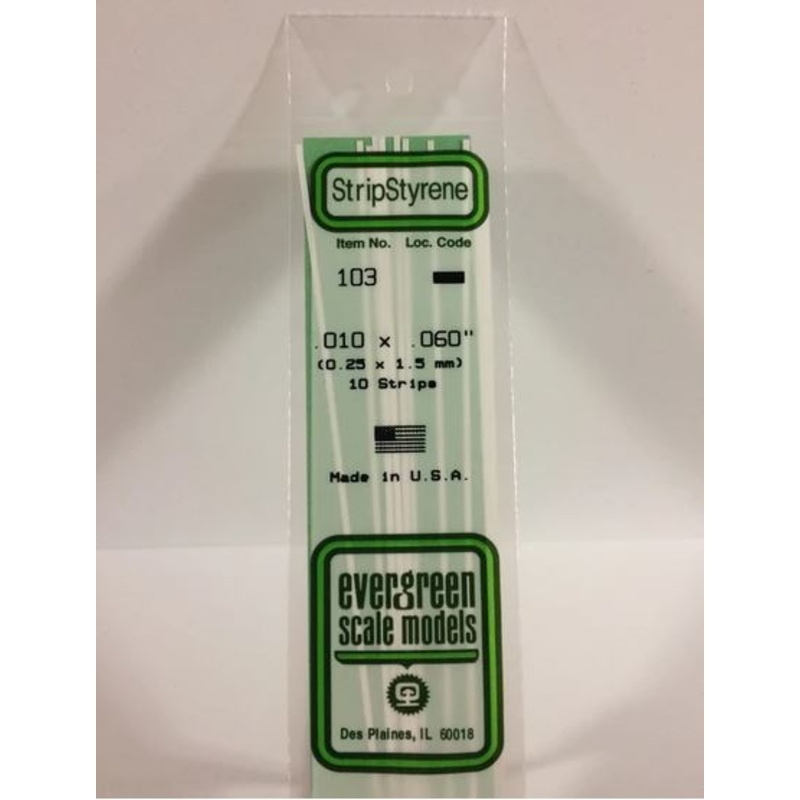 StripStyrene
Item No. Loc. Code
103
.010 x .060"
(0.25 x 1.5 mm)
10 Strips
Made in U.S.A.
evergreen
scale models
Des Plaines, IL 60018